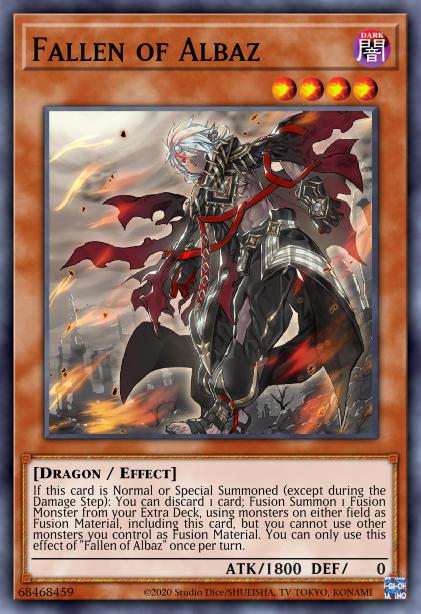 FALLEN OF ALBAZ
DARK
闇
[DRAGON / EFFECT]
If this card is Normal or Special Summoned (except during the
Damage Step): You can discard 1 card; Fusion Summon 1 Fusion
Monster from your Extra Deck, using monsters on either field as
Fusion Material, including this card, but you cannot use other
monsters you control as Fusion Material. You can only use this
effect of "Fallen of Albaz" once per turn.
ATK/1800 DEF/ 0
68468459
©2020 Studio Dice/SHUEISHA, TV TOKYO, KONAMI